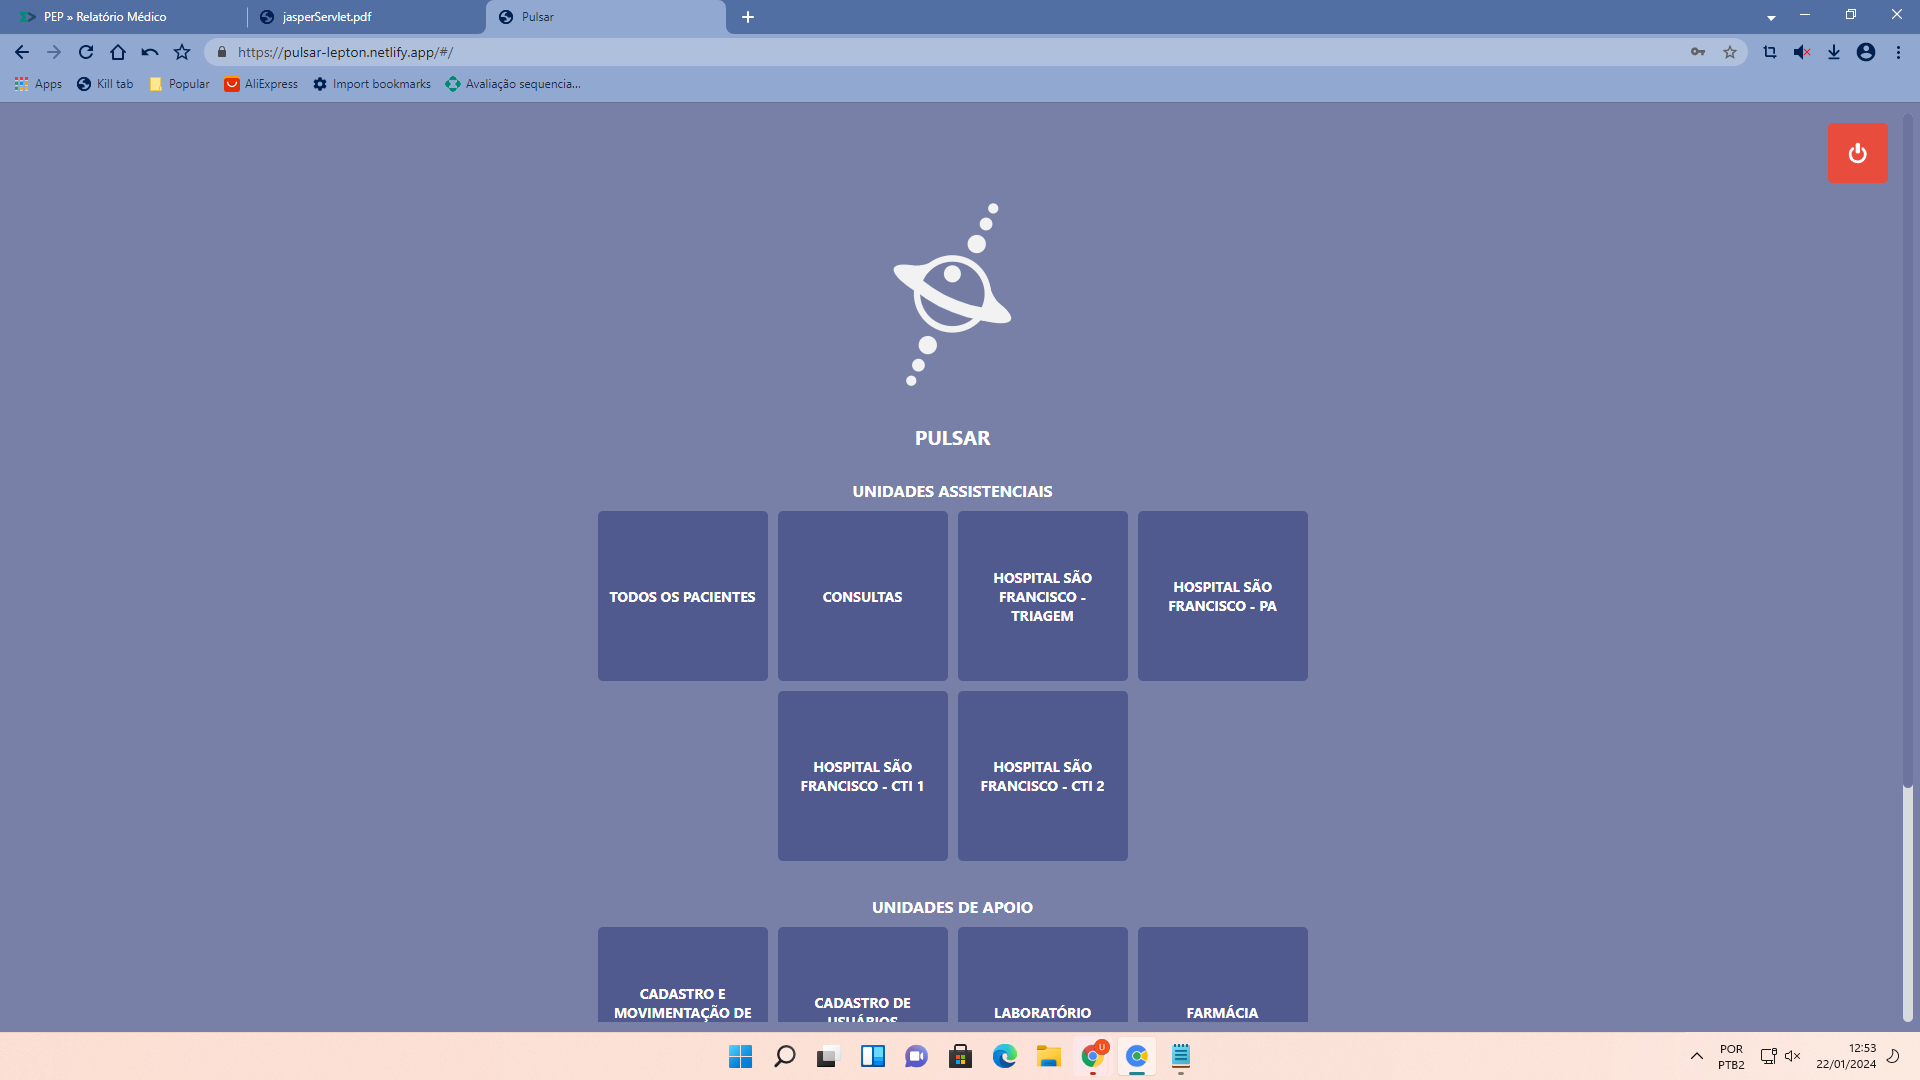 PEP » Relatório Médico
jasperServlet.pdf
Pulsar
https://pulsar-lepton.netlify.app/#/
Apps
Kill tab
Popular
AliExpress
Import bookmarks
Avaliação sequencia...
PULSAR
UNIDADES ASSISTENCIAIS
TODOS OS PACIENTES
CONSULTAS
HOSPITAL SÃO
FRANCISCO -
TRIAGEM
HOSPITAL SÃO
FRANCISCO - PA
HOSPITAL SÃO
FRANCISCO - CTI 1
HOSPITAL SÃO
FRANCISCO - CTI 2
UNIDADES DE APOIO
CADASTRO E
MOVIMENTAÇÃO DE
CADASTRO DE
USUÁRIOS
LABORATÓRIO
FARMÁCIA
U
POR
PTB2
12:53
22/01/2024